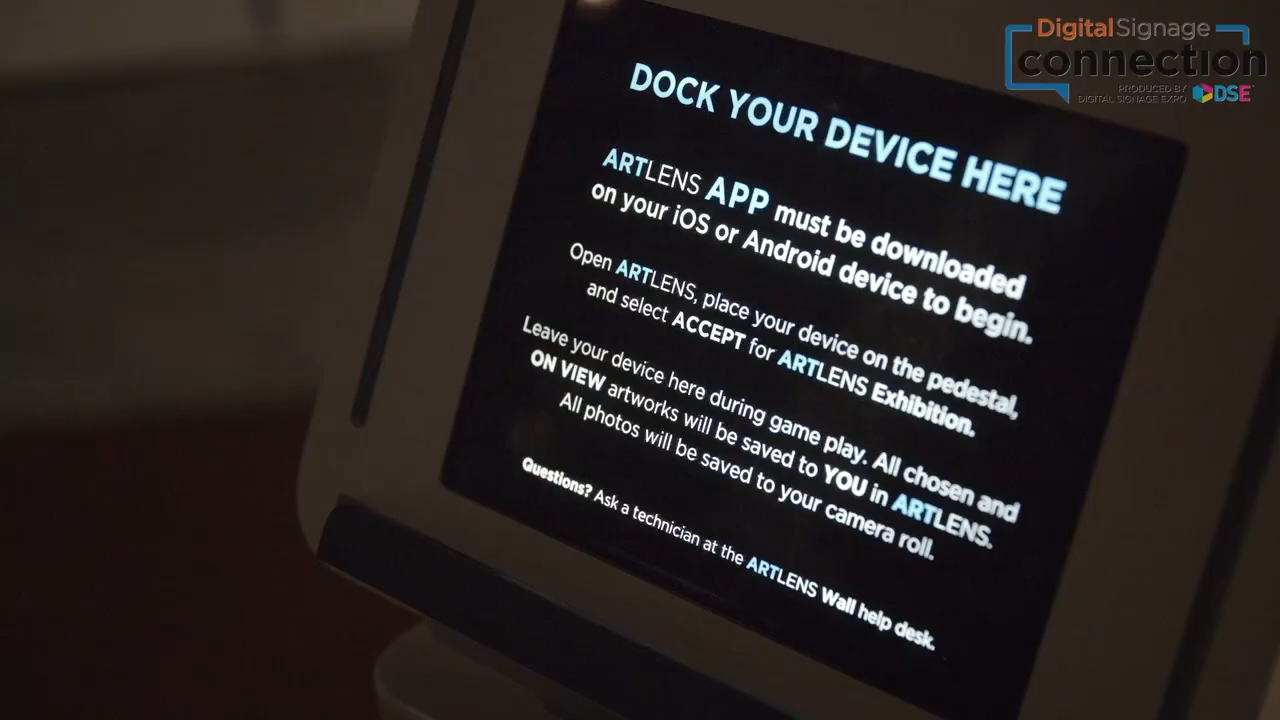 DigitalSignage
connection
PRODUCED BY
DIGITAL SIGNAGE EXPO
DSE
DOCK YOUR DEVICE HERE
ARTLENS APP must be downloaded
on your iOS or Android device to begin.
Open ARTLENS, place your device on the pedestal,
and select ACCEPT for ARTLENS Exhibition.
Leave your device here during game play. All chosen and
ON VIEW artworks will be saved to YOU in ARTLENS.
All photos will be saved to your camera roll.
Questions? Ask a technician at the ARTLENS Wall help desk.